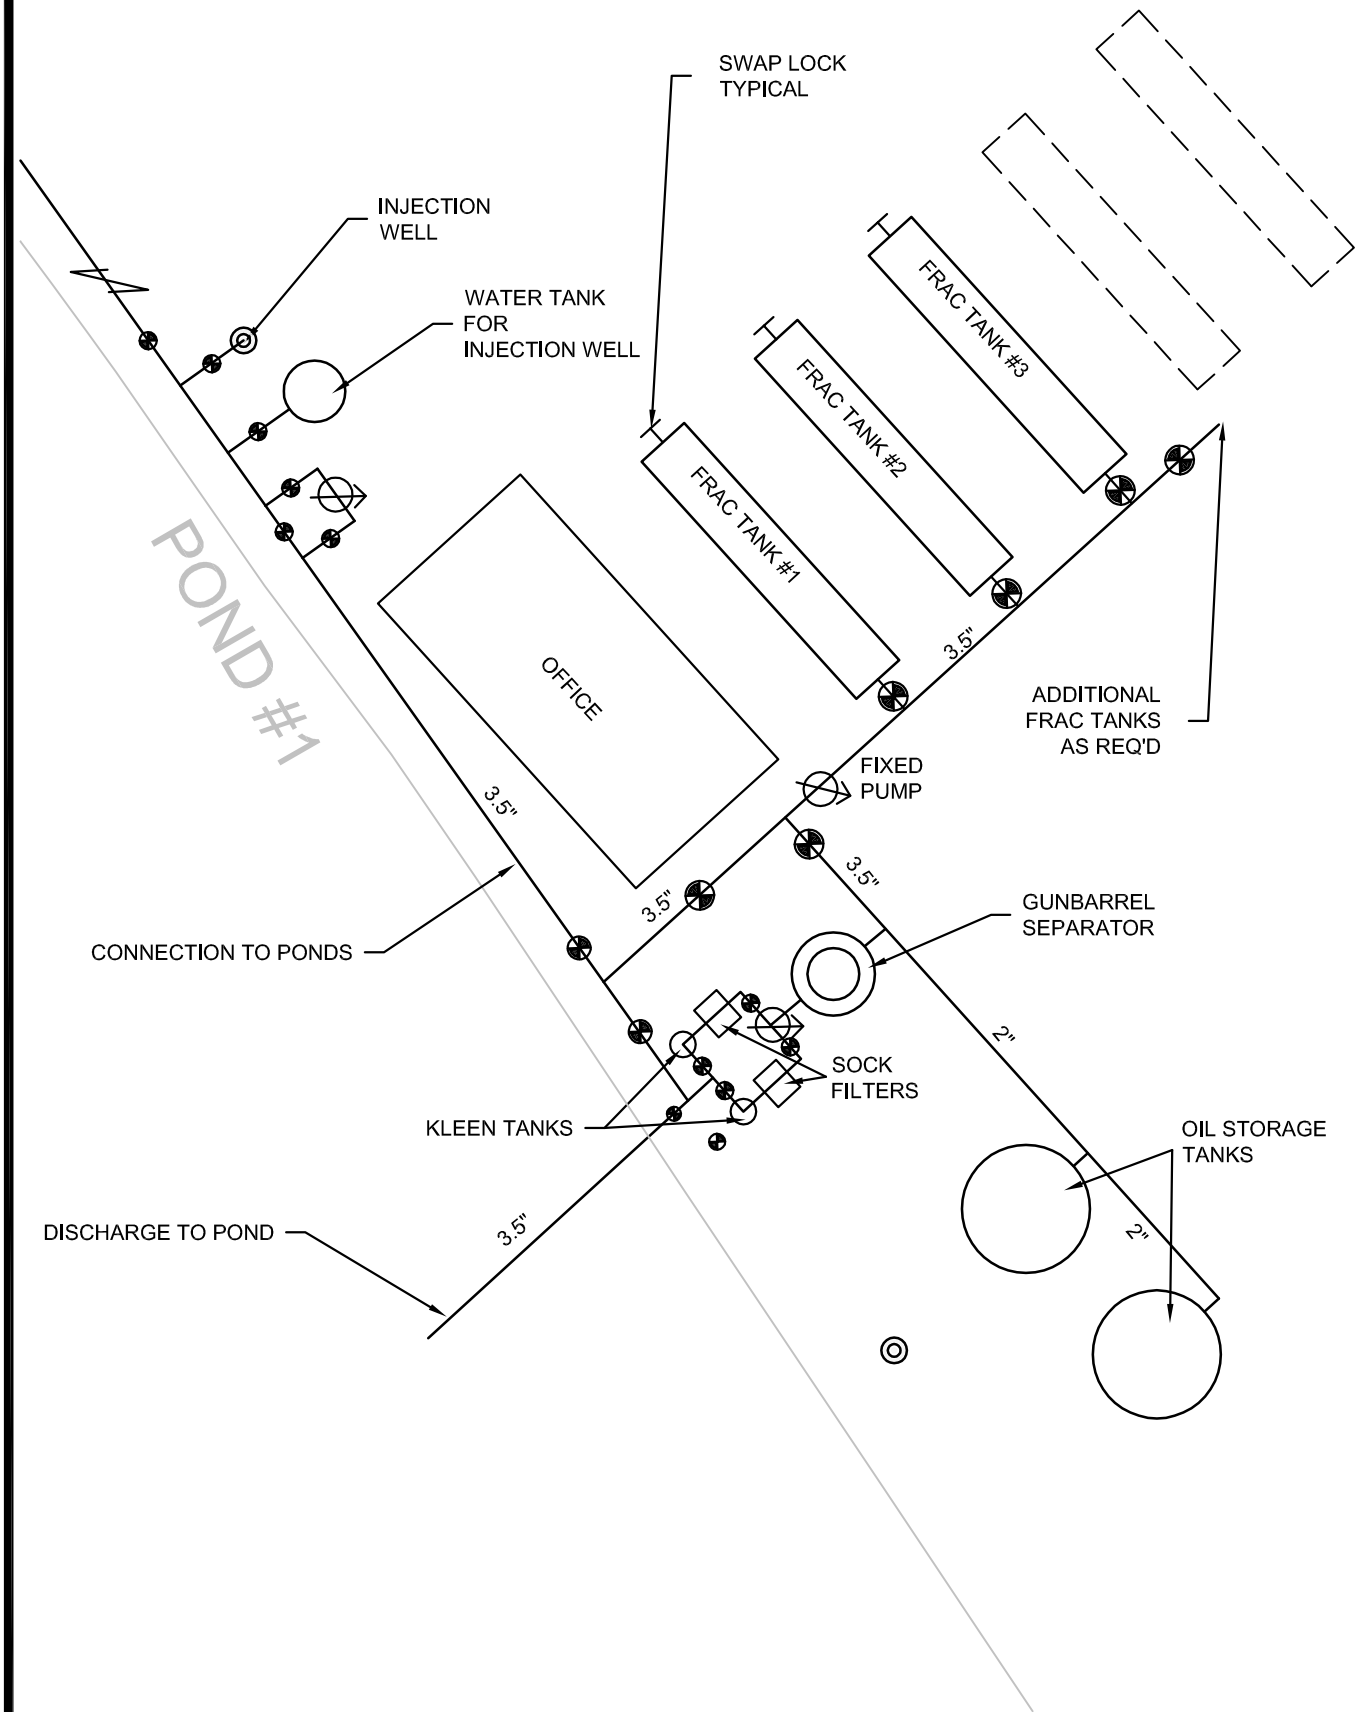 SWAP LOCK
TYPICAL
INJECTION
WELL
WATER TANK
FOR
INJECTION WELL
FRAC TANK #3
FRAC TANK #2
FRAC TANK #1
POND #1
OFFICE
3.5"
ADDITIONAL
FRAC TANKS
AS REQ'D
FIXED
PUMP
3.5"
3.5"
3.5"
GUNBARREL
SEPARATOR
CONNECTION TO PONDS
2"
SOCK
FILTERS
KLEEN TANKS
OIL STORAGE
TANKS
DISCHARGE TO POND
3.5"
2"